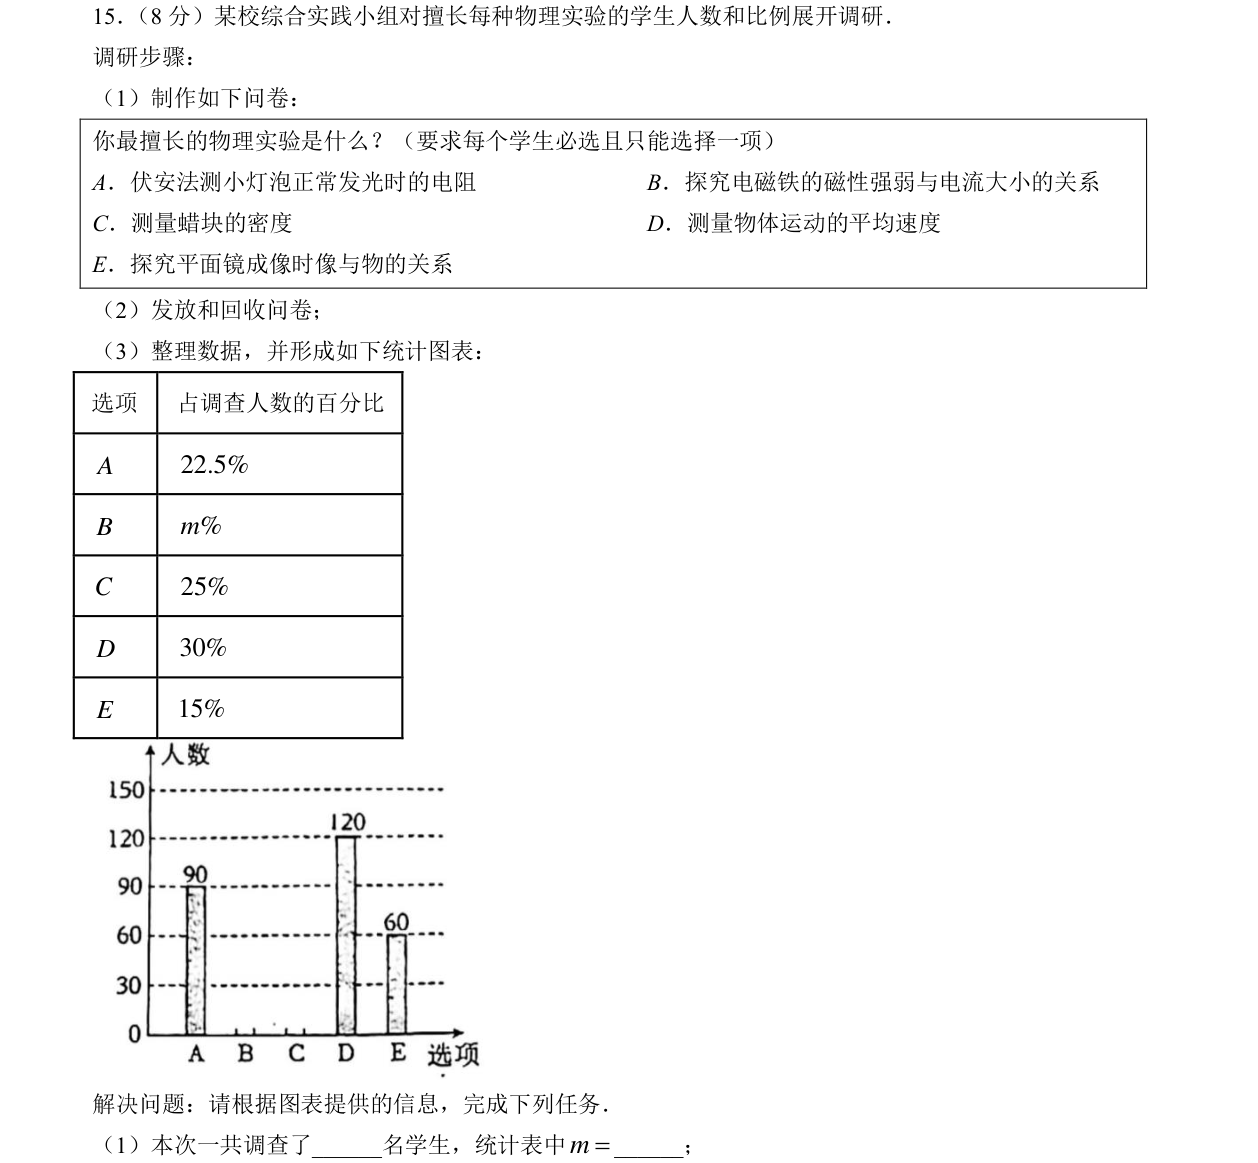 15.（8 分）某校综合实践小组对擅长每种物理实验的学生人数和比例展开调研.
调研步骤：
（1）制作如下问卷：
你最擅长的物理实验是什么？（要求每个学生必选且只能选择一项）
A．伏安法测小灯泡正常发光时的电阻 B．探究电磁铁的磁性强弱与电流大小的关系
C．测量蜡块的密度 D．测量物体运动的平均速度
E．探究平面镜成像时像与物的关系
（2）发放和回收问卷；
（3）整理数据，并形成如下统计图表：
选项 占调查人数的百分比
A 22.5%
B m%
C 25%
D 30%
E 15%
人数
150
120
120
90
90
60
60
30
0
A B C D E 选项
解决问题：请根据图表提供的信息，完成下列任务.
（1）本次一共调查了______名学生，统计表中 m = ______；